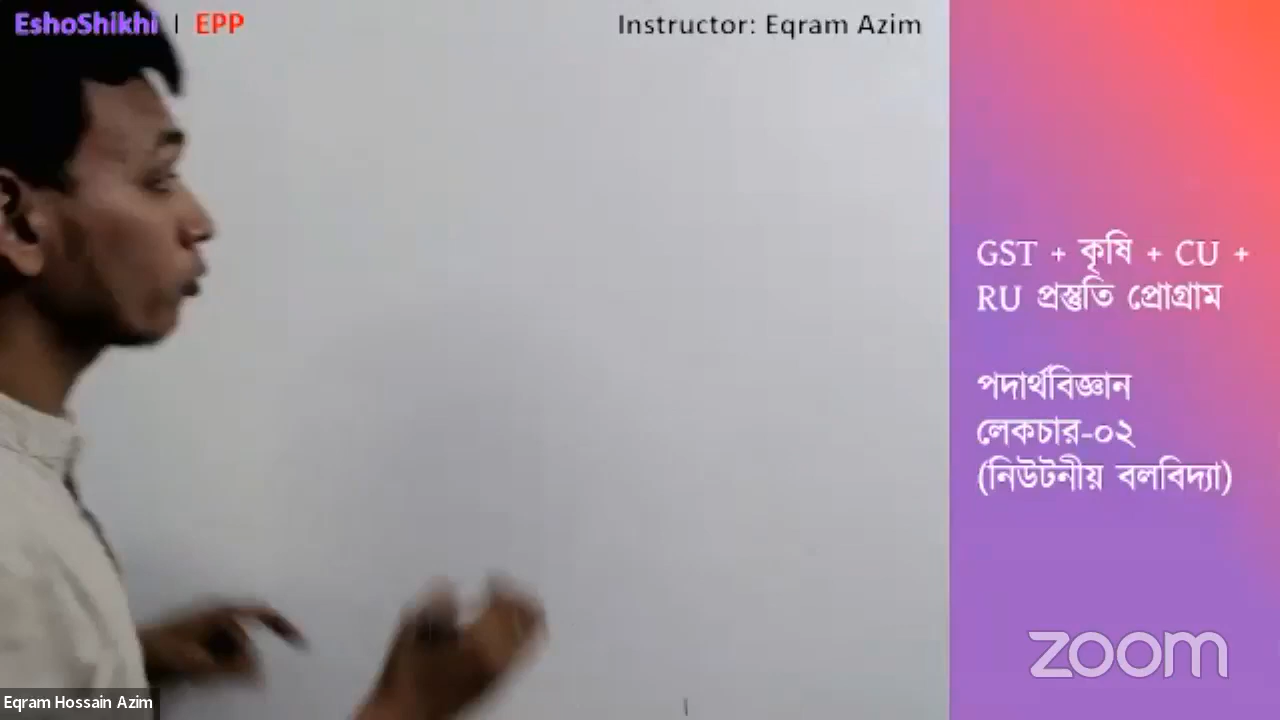 EshoShikhi | EPP
Instructor: Eqram Azim
GST + কৃষি + CU +
RU প্রস্তুতি প্রোগ্রাম
পদার্থবিজ্ঞান
লেকচার-০২
(নিউটনীয় বলবিদ্যা)
zoom
Eqram Hossain Azim